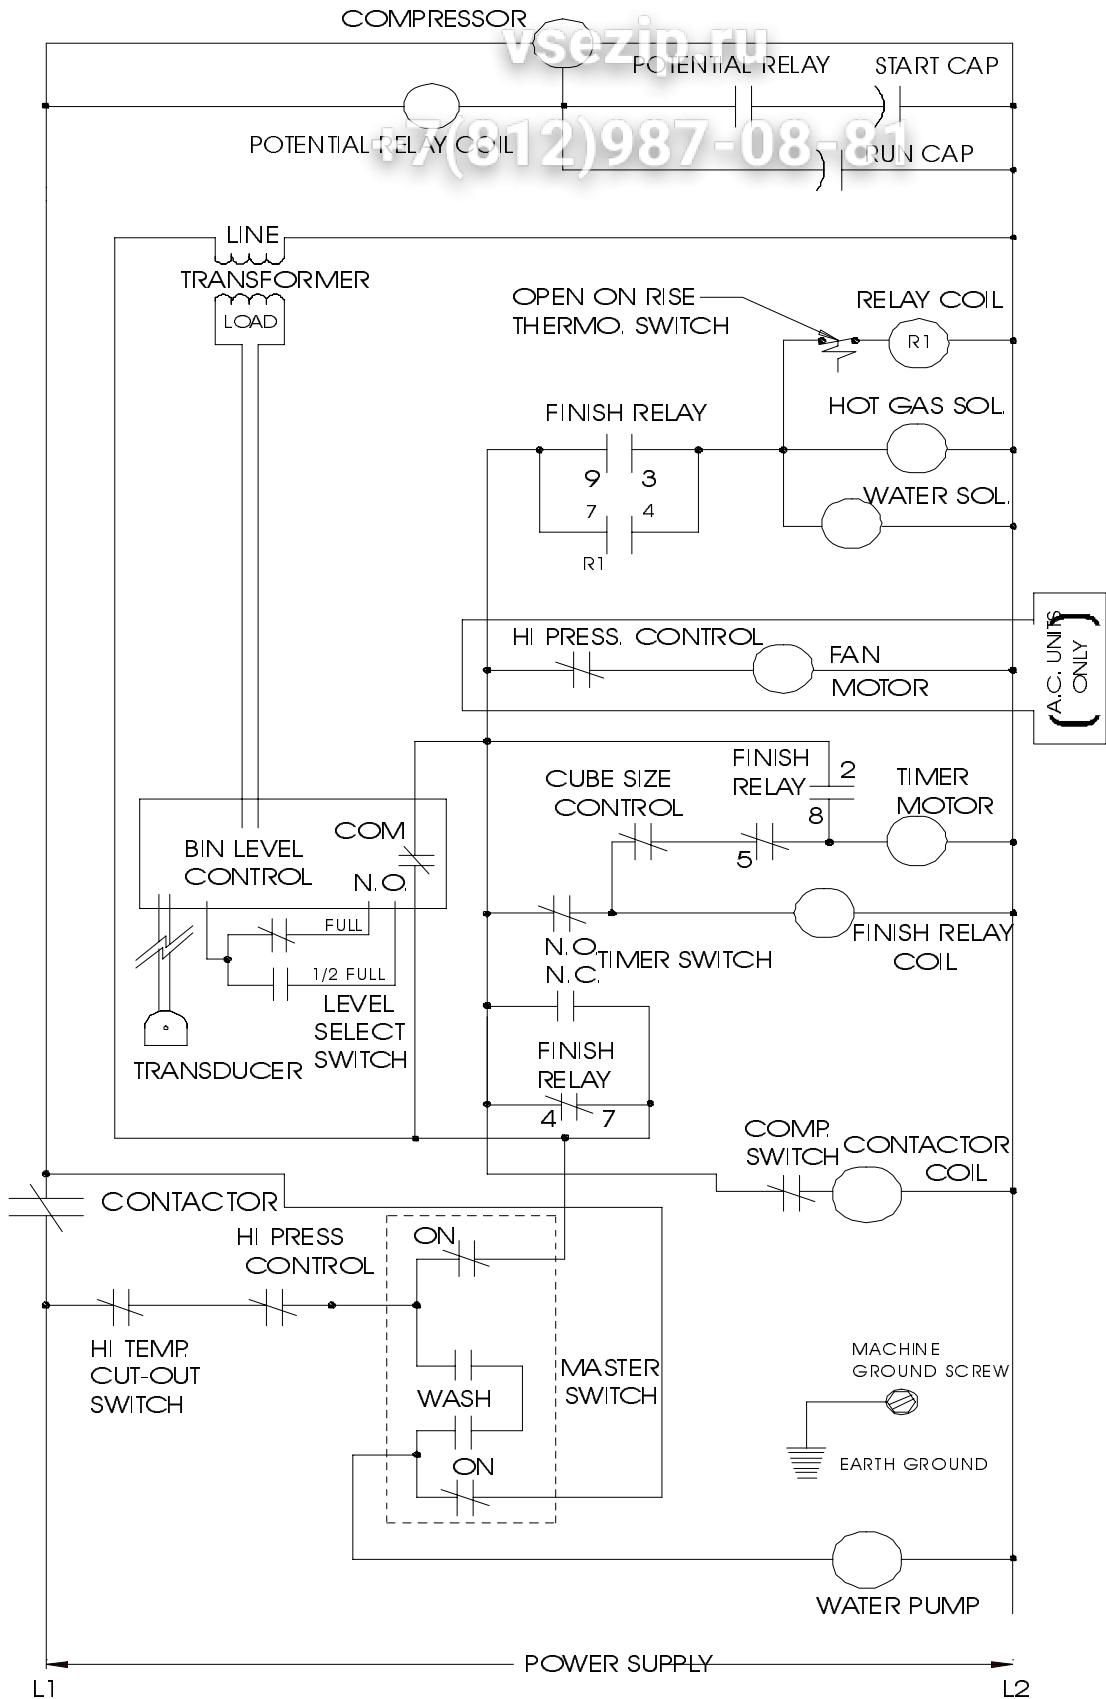 COMPRESSOR
vsezip.ru
POTENTIAL RELAY
START CAP
POTENTIAL RELAY COIL
+7(812)987-08-81
RUN CAP
LINE
TRANSFORMER
LOAD
OPEN ON RISE
THERMO. SWITCH
RELAY COIL
R1
HOT GAS SOL.
FINISH RELAY
9 3
7 4
R1
WATER SOL.
HI PRESS. CONTROL
FAN
MOTOR
A.C. UNITS
ONLY
FINISH
RELAY
2
8
CUBE SIZE
CONTROL
5
TIMER
MOTOR
COM
BIN LEVEL
CONTROL
N.O.
FULL
1/2 FULL
LEVEL
SELECT
SWITCH
TRANSDUCER
N.O.
N.C.
TIMER SWITCH
FINISH RELAY
COIL
FINISH
RELAY
4 7
COMP.
SWITCH
CONTACTOR
COIL
CONTACTOR
HI PRESS
CONTROL
ON
HI TEMP.
CUT-OUT
SWITCH
WASH
MASTER
SWITCH
ON
MACHINE
GROUND SCREW
EARTH GROUND
WATER PUMP
POWER SUPPLY
L1 L2